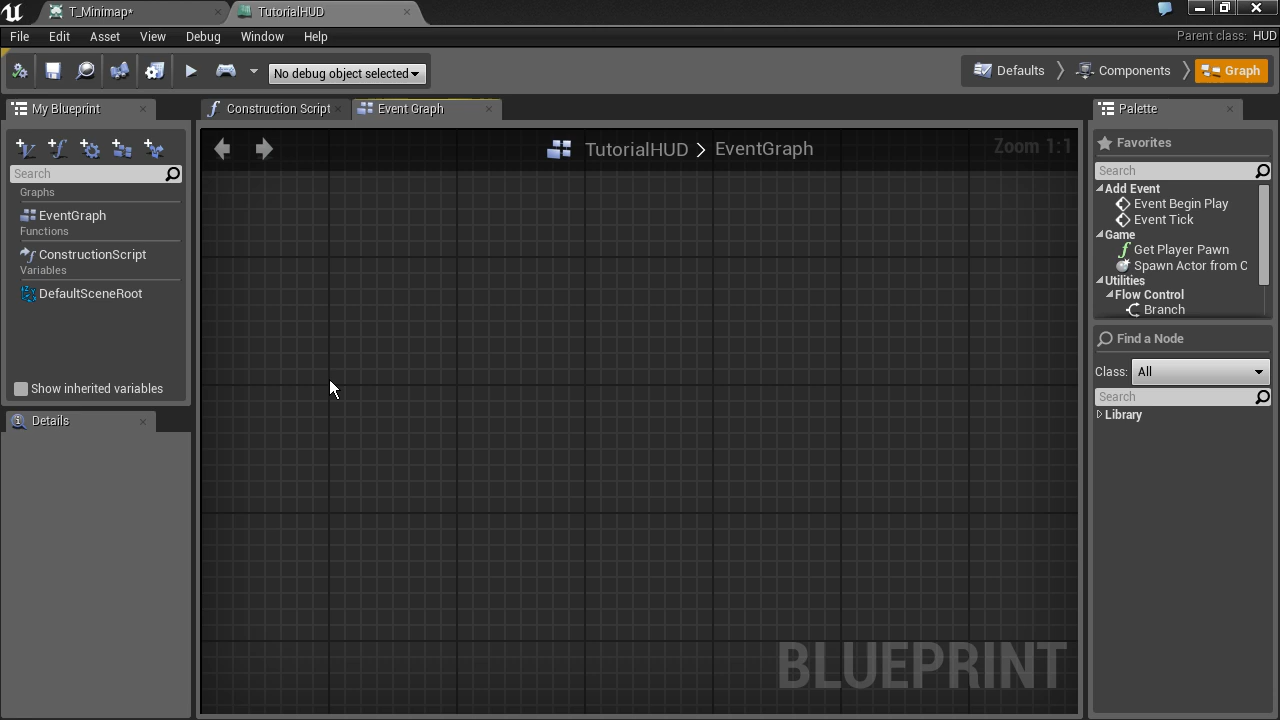 T_Minimap*
TutorialHUD
File Edit Asset View Debug Window Help
Parent class: HUD
No debug object selected
Defaults
Components
Graph
My Blueprint
Search
Graphs
EventGraph
Functions
ConstructionScript
Variables
DefaultSceneRoot
Show inherited variables
Details
Construction Script
Event Graph
TutorialHUD > EventGraph
Zoom 1:1
BLUEPRINT
Palette
Favorites
Search
Add Event
Event Begin Play
Event Tick
Game
Get Player Pawn
Spawn Actor from C
Utilities
Flow Control
Branch
Find a Node
Class: All
Search
Library